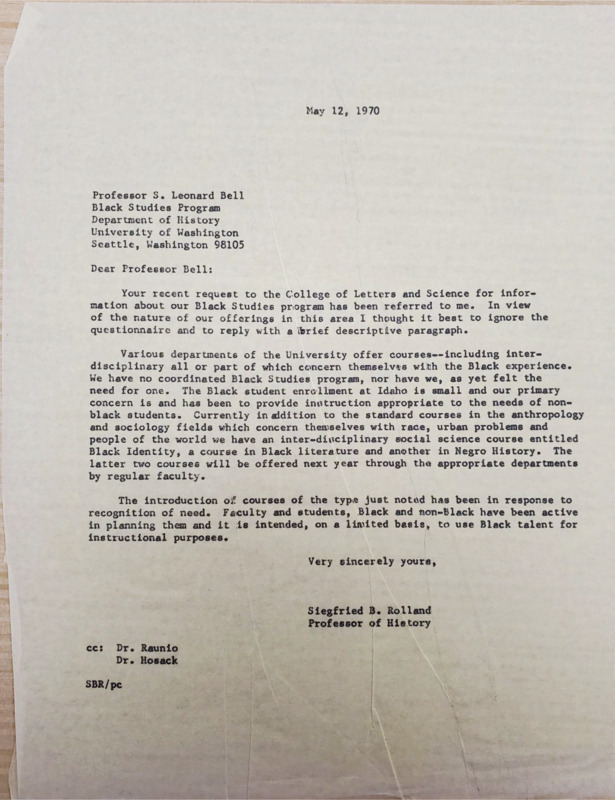 May 12, 1970
Professor S. Leonard Bell
Black Studies Program
Department of History
University of Washington
Seattle, Washington 98105
Dear Professor Bell:
Your recent request to the College of Letters and Science for infor-
mation about our Black Studies program has been referred to me. In view
of the nature of our offerings in this area I thought it best to ignore the
questionnaire and to reply with a brief descriptive paragraph.
Various departments of the University offer courses--including inter-
disciplinary all or part of which concern themselves with the Black experience.
We have no coordinated Black Studies program, nor have we, as yet felt the
need for one. The Black student enrollment at Idaho is small and our primary
concern is and has been to provide instruction appropriate to the needs of non-
black students. Currently in addition to the standard courses in the anthropology
and sociology fields which concern themselves with race, urban problems and
people of the world we have an inter-disciplinary social science course entitled
Black Identity, a course in Black literature and another in Negro History. The
latter two courses will be offered next year through the appropriate departments
by regular faculty.
The introduction of courses of the type just noted has been in response to
recognition of need. Faculty and students, Black and non-Black have been active
in planning them and it is intended, on a limited basis, to use Black talent for
instructional purposes.
Very sincerely yours,
Siegfried B. Rolland
Professor of History
cc: Dr. Raunio
Dr. Hosack
SBR/pc